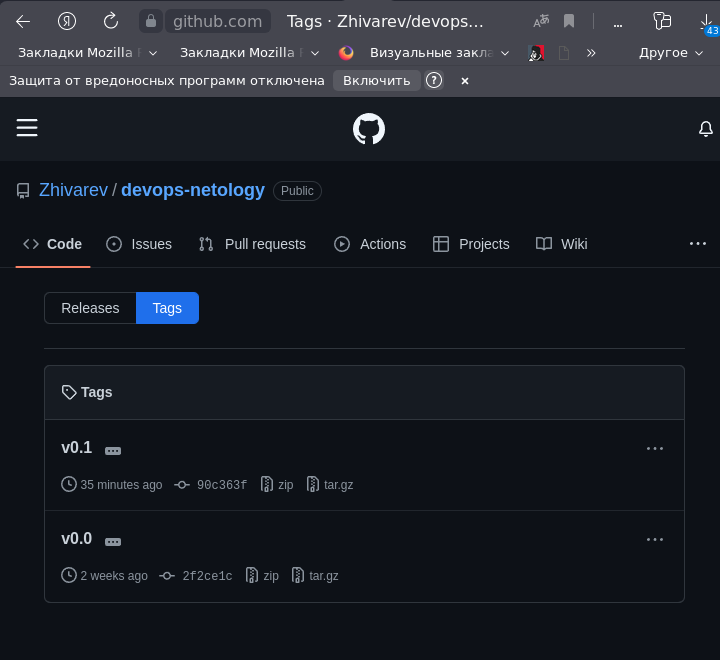 Я github.com Tags · Zhivarev/devops... ...
43
Закладки Mozilla Закладки Mozilla Визуальные закла » Другое
Защита от вредоносных программ отключена Включить ? ×
Zhivarev / devops-netology Public
Code Issues Pull requests Actions Projects Wiki ...
Releases Tags
Tags
v0.1 ...
35 minutes ago 90c363f zip tar.gz
v0.0 ...
2 weeks ago 2f2ce1c zip tar.gz